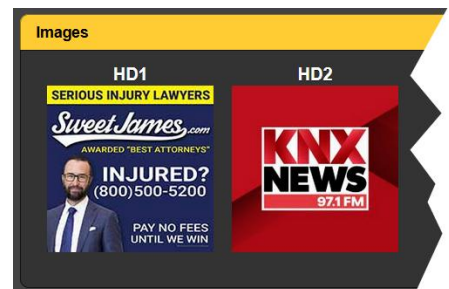 Images
HD1
HD2
SERIOUS INJURY LAWYERS
SweetJames.com
AWARDED "BEST ATTORNEYS"
INJURED?
(800)500-5200
PAY NO FEES
UNTIL WE WIN
KNX
NEWS
97.1 FM